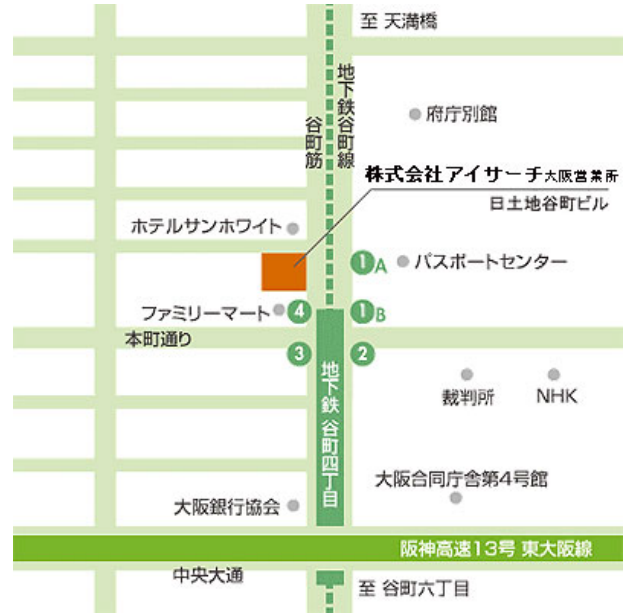 至 天満橋
地下鉄谷町線
谷町筋
府庁別館
株式会社アイサーチ大阪営業所
日土地谷町ビル
ホテルサンホワイト
1A
パスポートセンター
ファミリーマート
4
1B
本町通り
3
2
地下鉄 谷町四丁目
裁判所
NHK
大阪合同庁舎第4号館
大阪銀行協会
阪神高速13号 東大阪線
中央大通
至 谷町六丁目